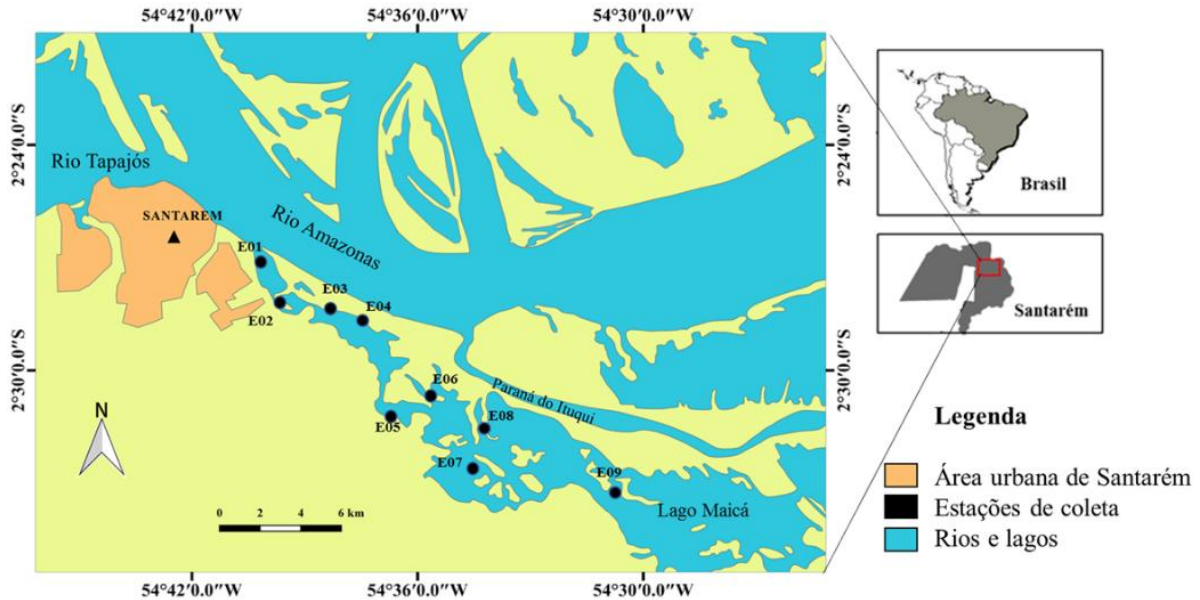 54°42'0.0"W
54°36'0.0"W
54°30'0.0"W
2°24'0.0"S
2°24'0.0"S
Rio Tapajós
SANTAREM
Rio Amazonas
E01
E02
E03
E04
2°30'0.0"S
2°30'0.0"S
E06
Paraná do Ituqui
E05
E08
E07
E09
Lago Maicá
N
0 2 4 6 km
54°42'0.0"W
54°36'0.0"W
54°30'0.0"W
Brasil
Santarém
Legenda
Área urbana de Santarém
Estações de coleta
Rios e lagos